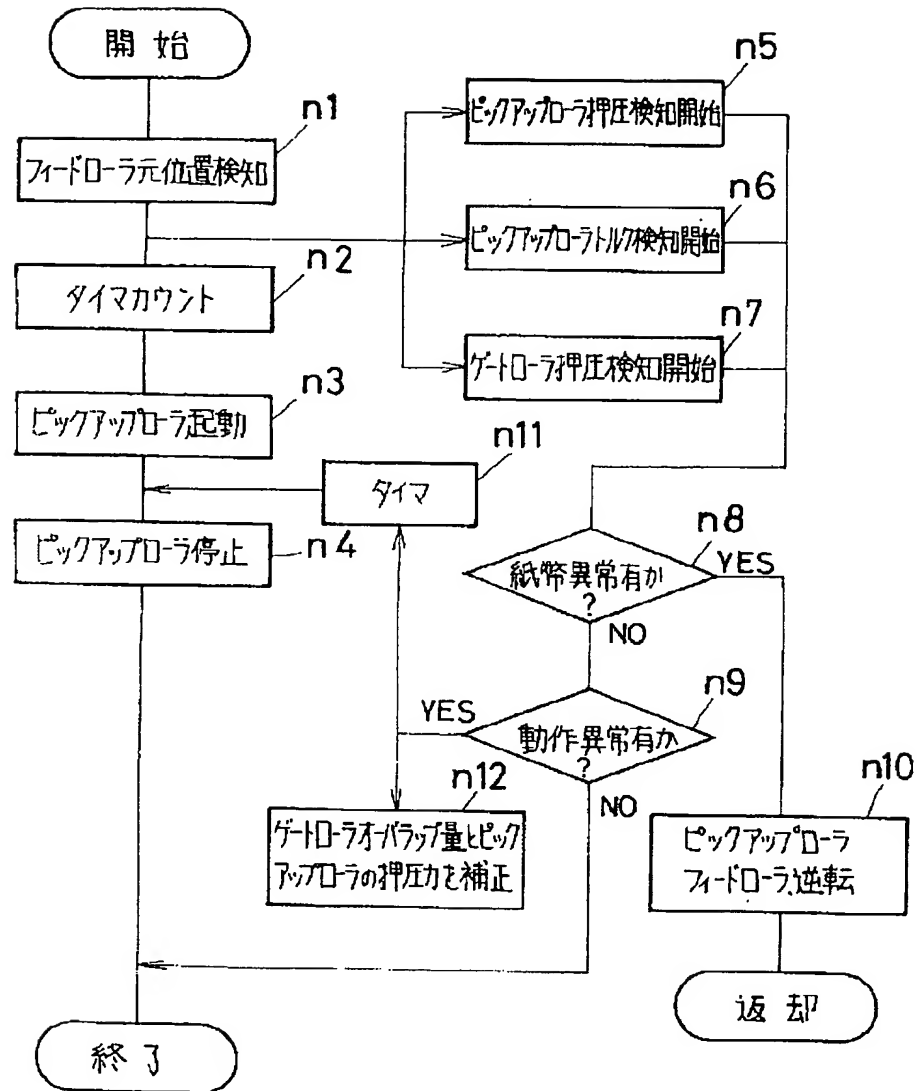 開始
n1
フィードローラ元位置検知
n2
タイマカウント
n3
ピックアップローラ起動
n4
ピックアップローラ停止
n5
ピックアップローラ押圧検知開始
n6
ピックアップローラトルク検知開始
n7
ゲートローラ押圧検知開始
n11
タイマ
n8
紙幣異常有か
?
YES
NO
n9
動作異常有か
?
YES
NO
n12
ゲートローラオーバラップ量とピック
アップローラの押圧力を補正
n10
ピックアップローラ
フィードローラ逆転
返却
終了